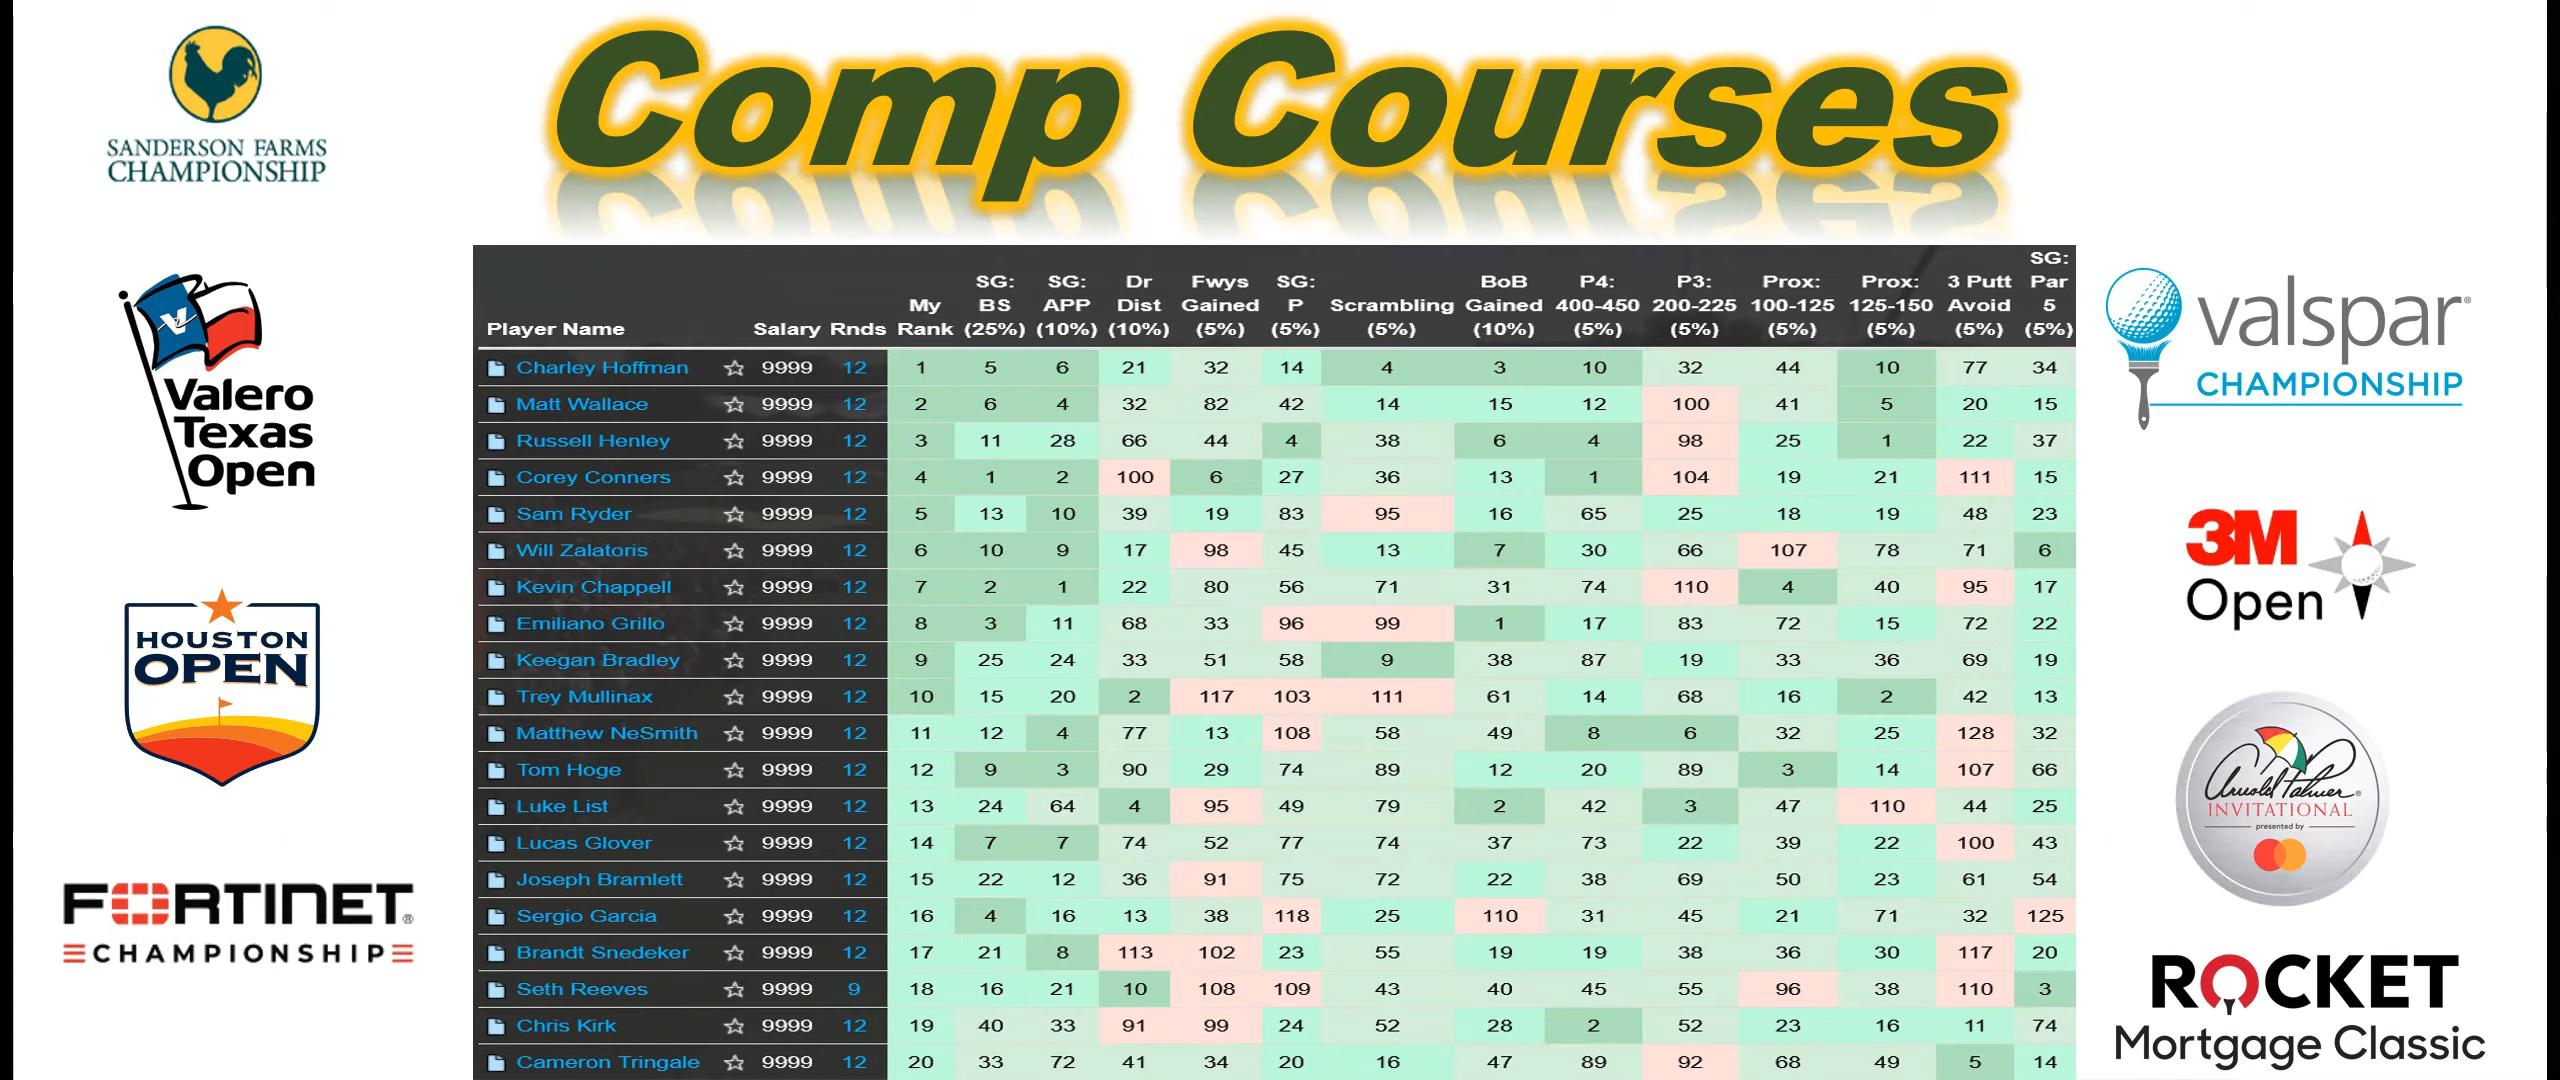 Comp Courses
SANDERSON FARMS
CHAMPIONSHIP
Valero
Texas
Open
HOUSTON
OPEN
FORTINET
CHAMPIONSHIP
Player Name Salary Rnds My Rank SG: BS (25%) SG: APP (10%) Dr Dist (10%) Fwys Gained (5%) SG: P (5%) Scrambling (5%) BoB Gained (10%) P4: 400-450 (5%) P3: 200-225 (5%) Prox: 100-125 (5%) Prox: 125-150 (5%) 3 Putt Avoid (5%) SG: Par 5 (5%)
Charley Hoffman 9999 12 1 5 6 21 32 14 4 3 10 32 44 10 77 34
Matt Wallace 9999 12 2 6 4 32 82 42 14 15 12 100 41 5 20 15
Russell Henley 9999 12 3 11 28 66 44 4 38 6 4 98 25 1 22 37
Corey Conners 9999 12 4 1 2 100 6 27 36 13 1 104 19 21 111 15
Sam Ryder 9999 12 5 13 10 39 19 83 95 16 65 25 18 19 48 23
Will Zalatoris 9999 12 6 10 9 17 98 45 13 7 30 66 107 78 71 6
Kevin Chappell 9999 12 7 2 1 22 80 56 71 31 74 110 4 40 95 17
Emiliano Grillo 9999 12 8 3 11 68 33 96 99 1 17 83 72 15 72 22
Keegan Bradley 9999 12 9 25 24 33 51 58 9 38 87 19 33 36 69 19
Trey Mullinax 9999 12 10 15 20 2 117 103 111 61 14 68 16 2 42 13
Matthew NeSmith 9999 12 11 12 4 77 13 108 58 49 8 6 32 25 128 32
Tom Hoge 9999 12 12 9 3 90 29 74 89 12 20 89 3 14 107 66
Luke List 9999 12 13 24 64 4 95 49 79 2 42 3 47 110 44 25
Lucas Glover 9999 12 14 7 7 74 52 77 74 37 73 22 39 22 100 43
Joseph Bramlett 9999 12 15 22 12 36 91 75 72 22 38 69 50 23 61 54
Sergio Garcia 9999 12 16 4 16 13 38 118 25 110 31 45 21 71 32 125
Brandt Snedeker 9999 12 17 21 8 113 102 23 55 19 19 38 36 30 117 20
Seth Reeves 9999 9 18 16 21 10 108 109 43 40 45 55 96 38 110 3
Chris Kirk 9999 12 19 40 33 91 99 24 52 28 2 52 23 16 11 74
Cameron Tringale 9999 12 20 33 72 41 34 20 16 47 89 92 68 49 5 14
valspar
CHAMPIONSHIP
3M
Open
Arnold Palmer
INVITATIONAL
presented by
ROCKET
Mortgage Classic